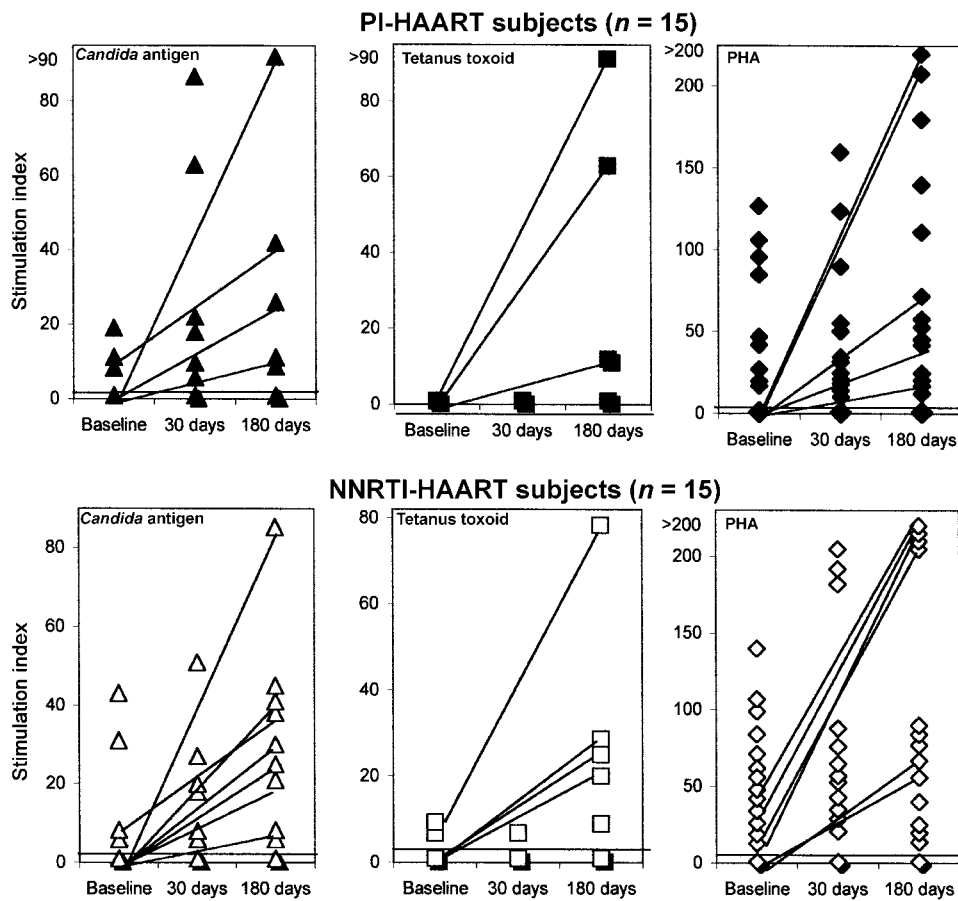 PI-HAART subjects (n = 15)
Candida antigen
Tetanus toxoid
PHA
Stimulation index
>90
80
60
40
20
0
Baseline 30 days 180 days
>90
80
60
40
20
0
Baseline 30 days 180 days
>200
200
150
100
50
0
Baseline 30 days 180 days
NNRTI-HAART subjects (n = 15)
Candida antigen
Tetanus toxoid
PHA
Stimulation index
80
60
40
20
0
Baseline 30 days 180 days
80
60
40
20
0
Baseline 30 days 180 days
>200
200
150
100
50
0
Baseline 30 days 180 days